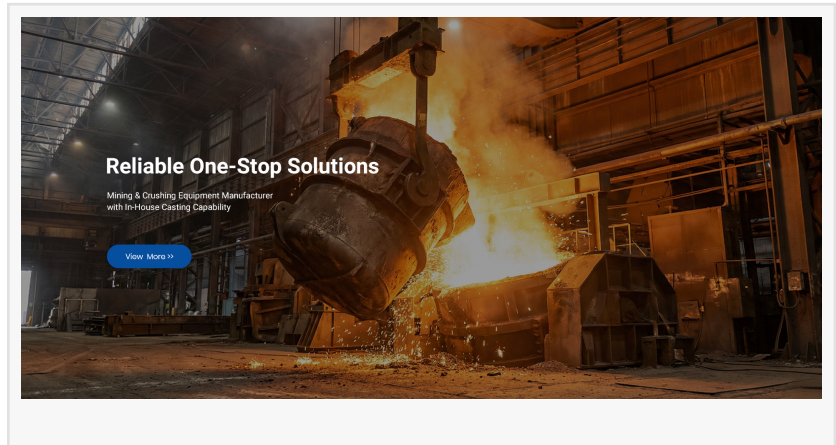 Reliable One-Stop Solutions
Mining & Crushing Equipment Manufacturer
with In-House Casting Capability
View More >>